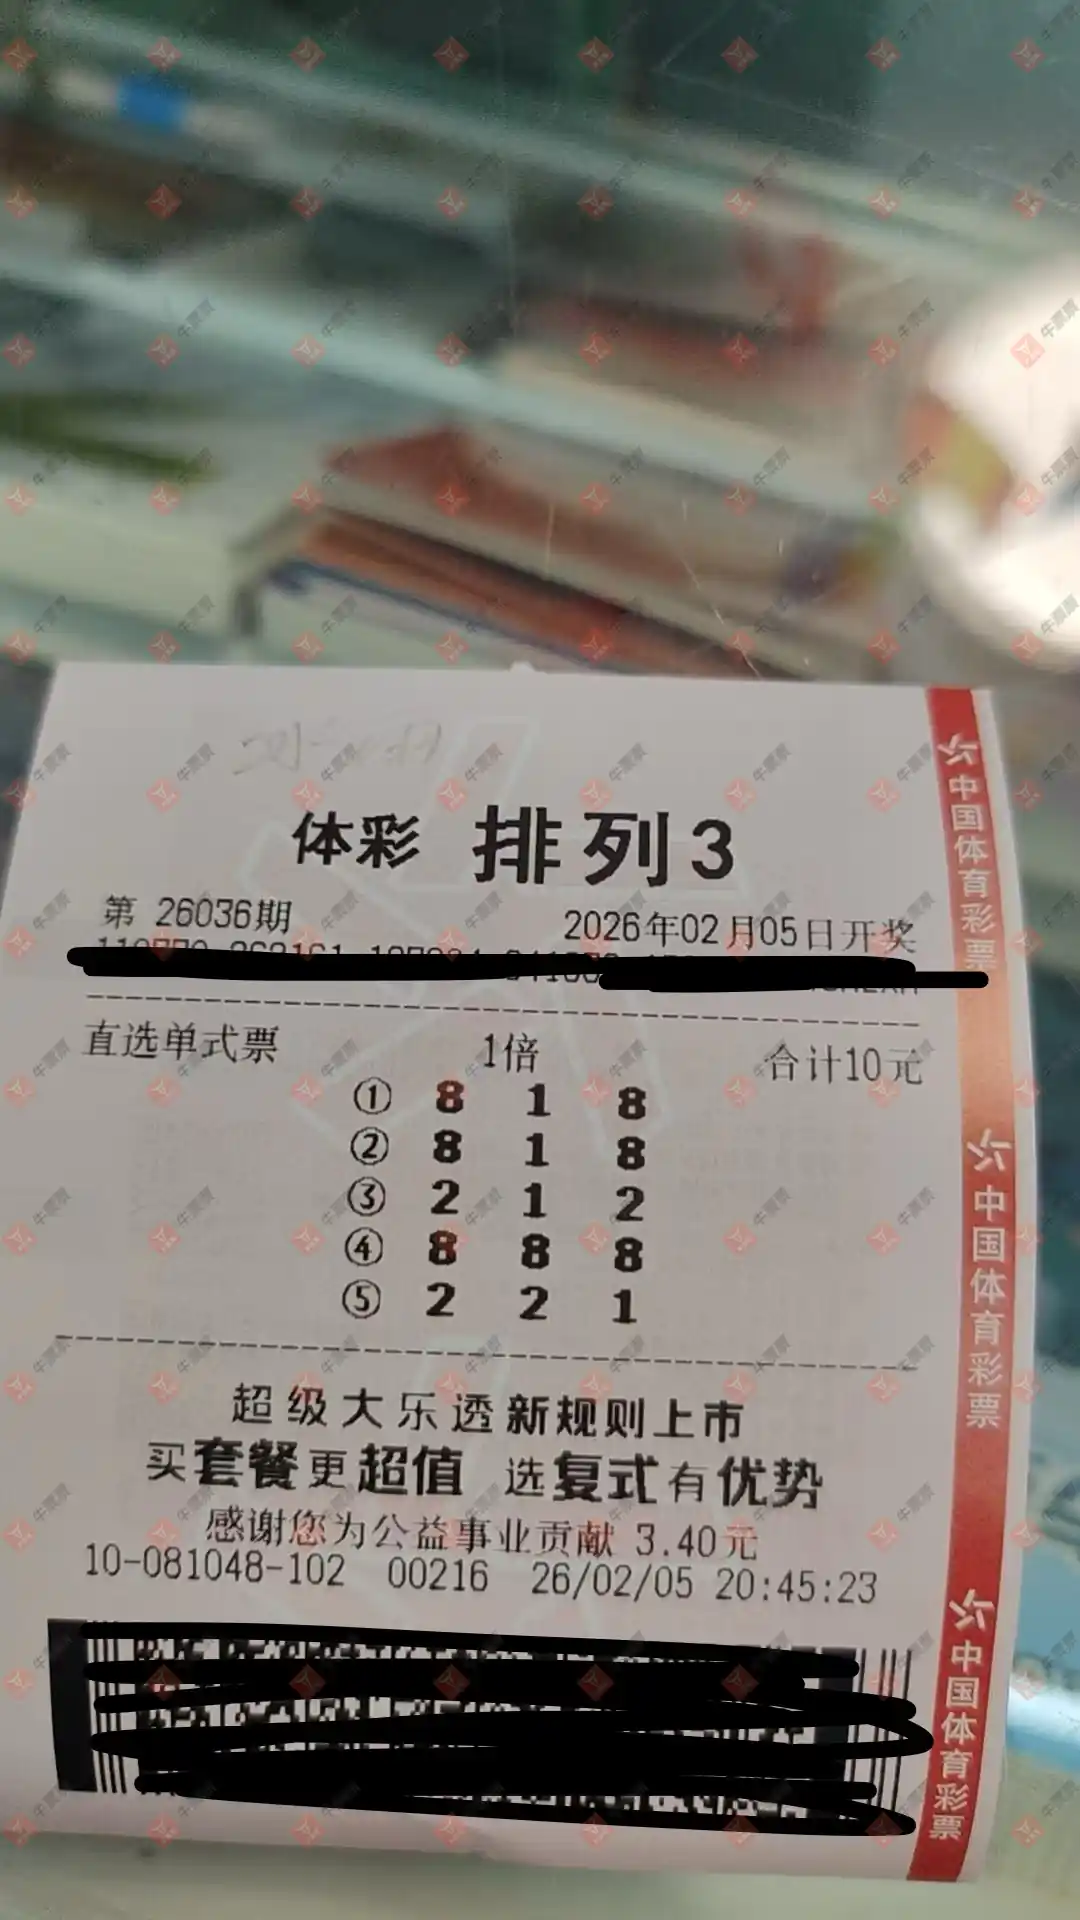 体彩 排列3
第 26036期 2026年02月05日开奖
直选单式票 1倍 合计10元
① 8 1 8
② 8 1 8
③ 2 1 2
④ 8 8 8
⑤ 2 2 1
超级大乐透新规则上市
买套餐更超值 选复式有优势
感谢您为公益事业贡献 3.40元
10-081048-102 00216 26/02/05 20:45:23
中国体育彩票
中国体育彩票
中国体育彩票
牛票票